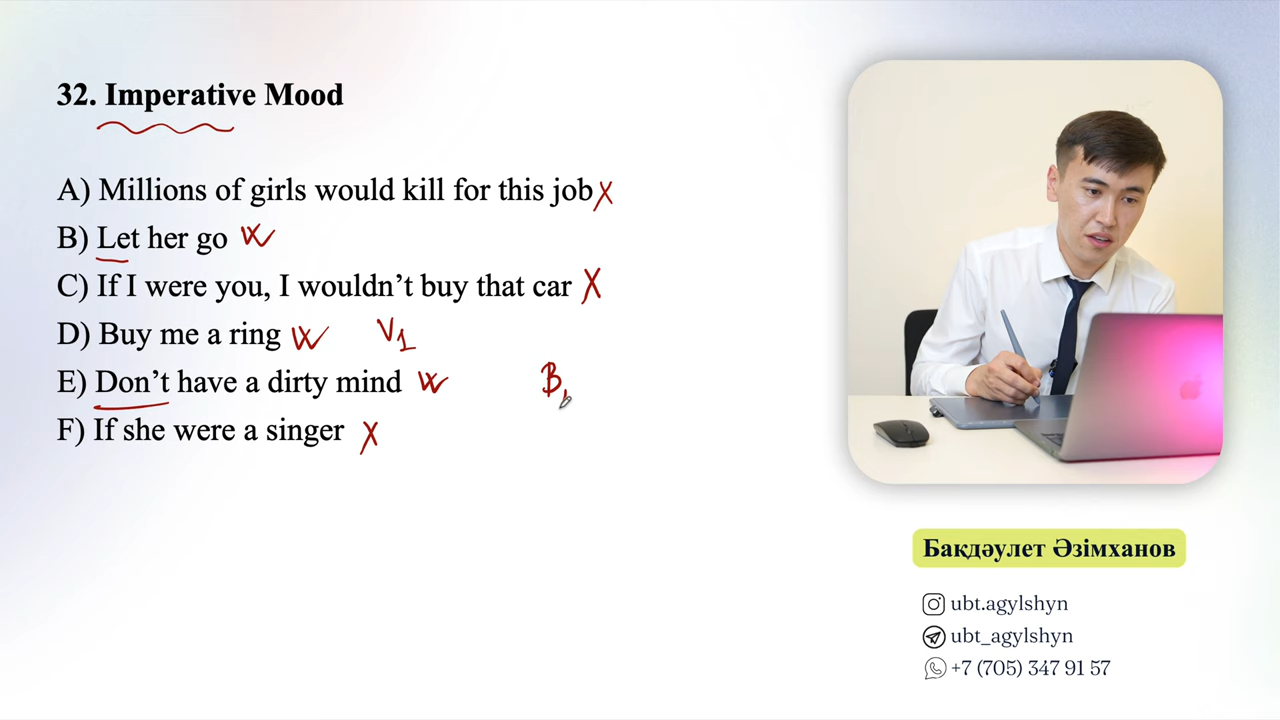 32. Imperative Mood
A) Millions of girls would kill for this job X
B) Let her go
C) If I were you, I wouldn't buy that car X
D) Buy me a ring V1
E) Don't have a dirty mind B,
F) If she were a singer X
Бақдәулет Әзімханов
ubt.agylshyn
ubt_agylshyn
+7 (705) 347 91 57